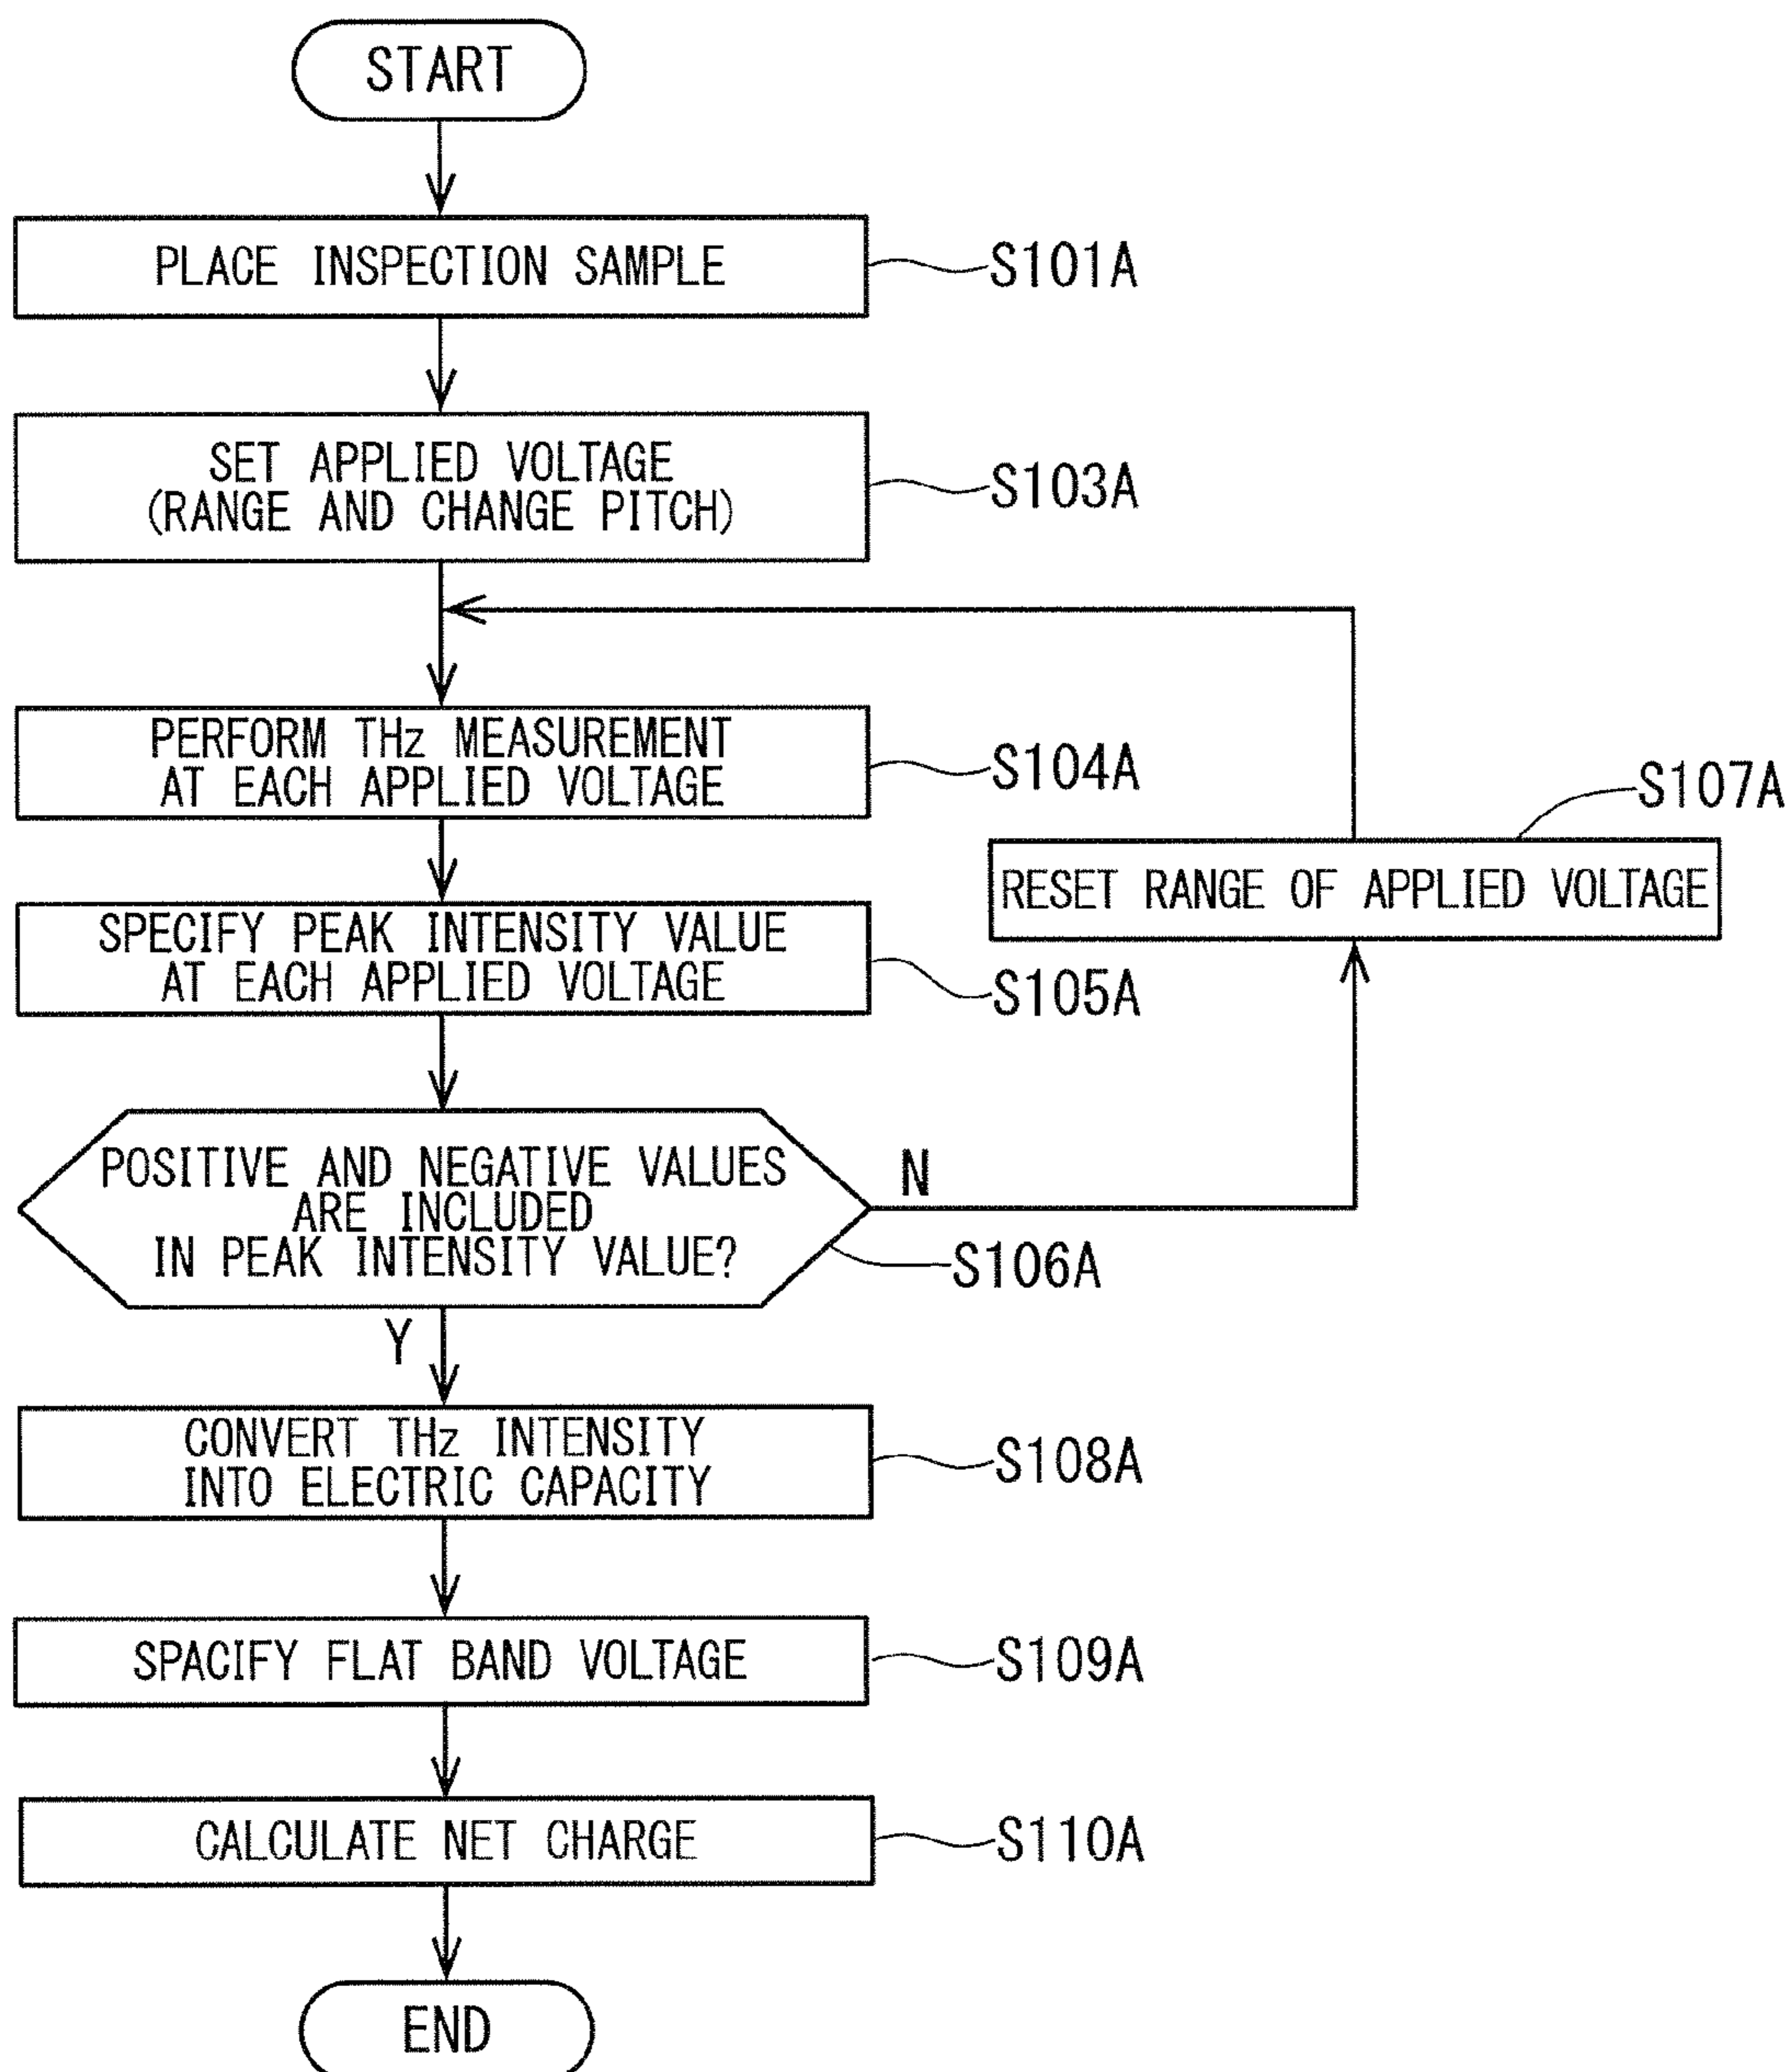 START
PLACE INSPECTION SAMPLE
S101A
SET APPLIED VOLTAGE
(RANGE AND CHANGE PITCH)
S103A
PERFORM THz MEASUREMENT
AT EACH APPLIED VOLTAGE
S104A
S107A
RESET RANGE OF APPLIED VOLTAGE
SPECIFY PEAK INTENSITY VALUE
AT EACH APPLIED VOLTAGE
S105A
POSITIVE AND NEGATIVE VALUES
ARE INCLUDED
IN PEAK INTENSITY VALUE?
N
S106A
Y
CONVERT THz INTENSITY
INTO ELECTRIC CAPACITY
S108A
SPACIFY FLAT BAND VOLTAGE
S109A
CALCULATE NET CHARGE
S110A
END